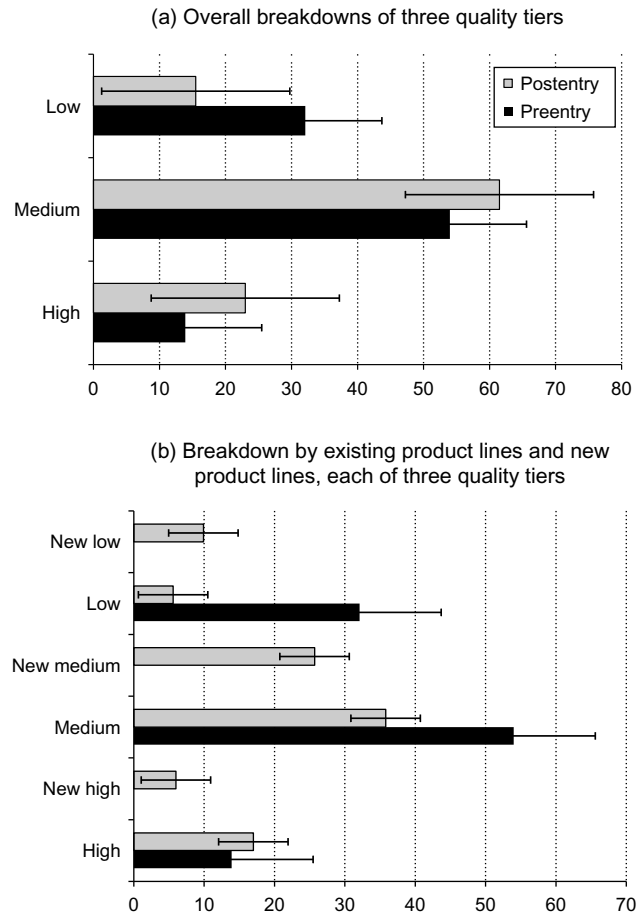 (a) Overall breakdowns of three quality tiers
Postentry
Preentry
Low
Medium
High
0 10 20 30 40 50 60 70 80
(b) Breakdown by existing product lines and new
product lines, each of three quality tiers
New low
Low
New medium
Medium
New high
High
0 10 20 30 40 50 60 70